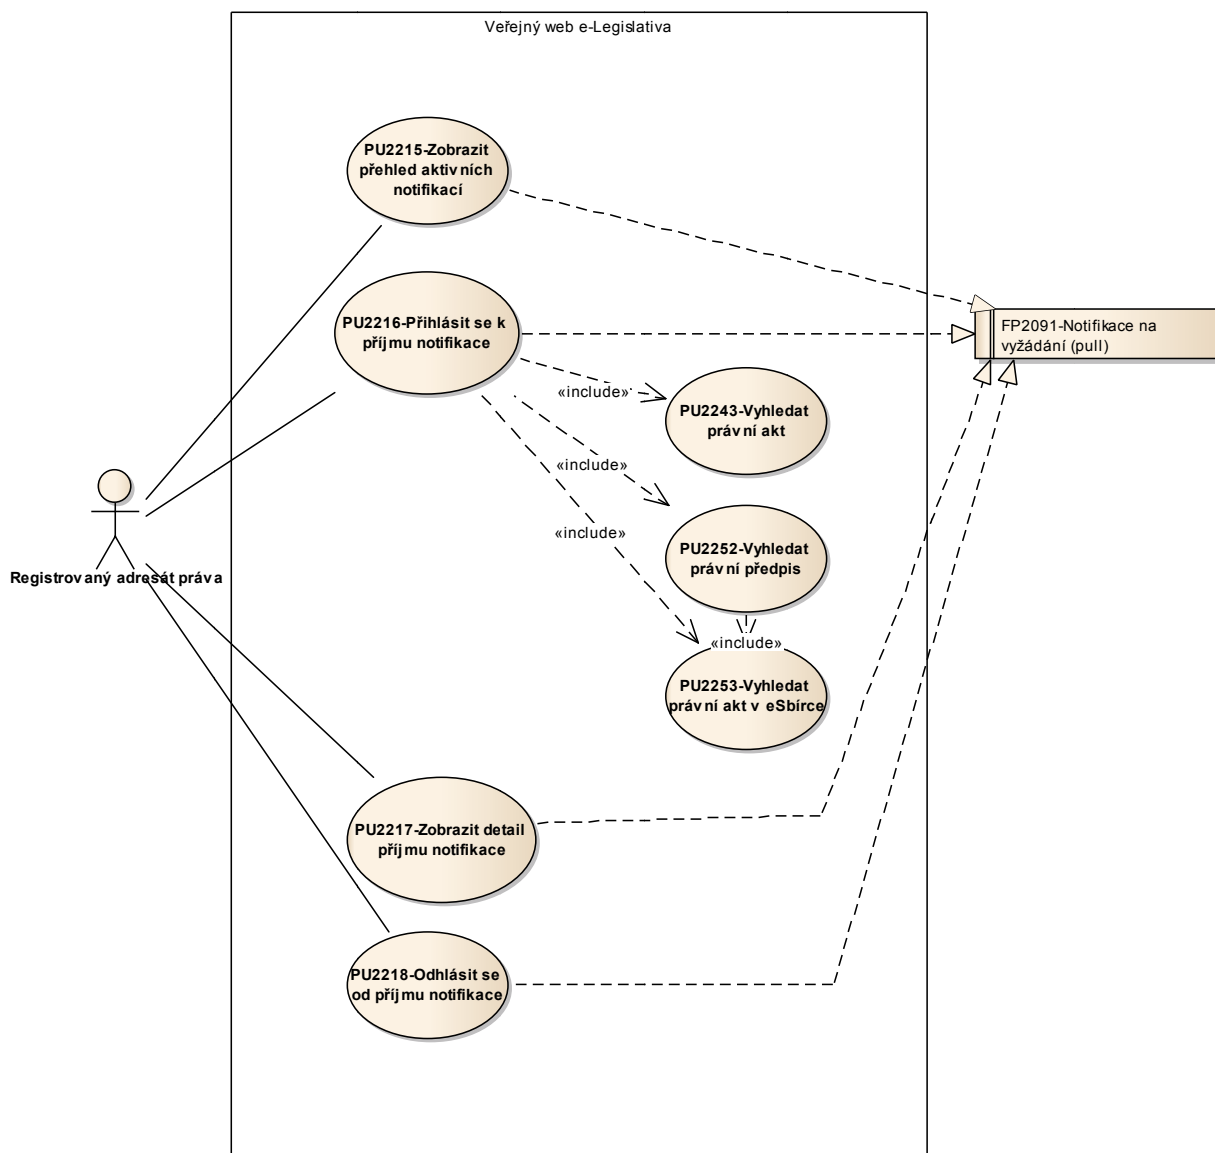 Veřejný web e-Legislativa
PU2215-Zobrazit
přehled aktivních
notifikací
PU2216-Přihlásit se k
příjmu notifikace
FP2091-Notifikace na
vyžádání (pull)
«include»
PU2243-Vyhledat
právní akt
«include»
«include»
PU2252-Vyhledat
právní předpis
Registrovaný adresát práva
«include»
PU2253-Vyhledat
právní akt v eSbírce
PU2217-Zobrazit detail
příjmu notifikace
PU2218-Odhlásit se
od příjmu notifikace